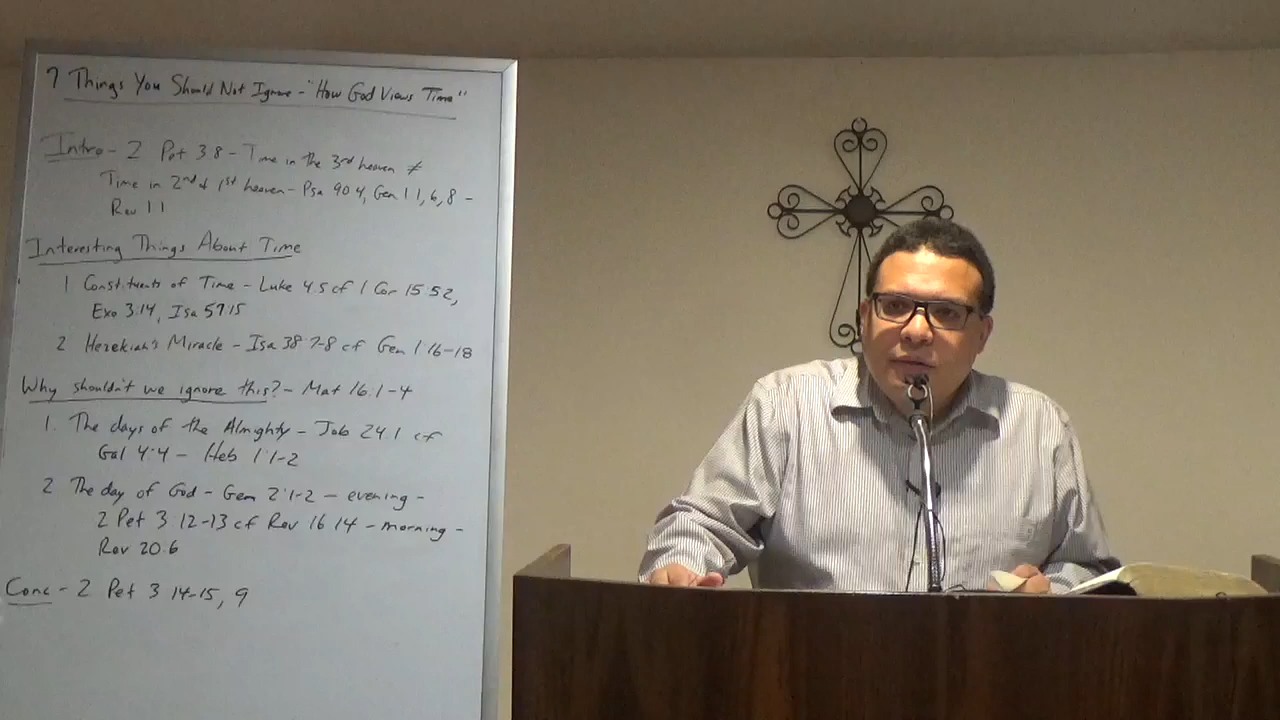 7 Things You Should Not Ignore - "How God Views Time"
Intro - 2 Pet 3:8 - Time in the 3rd heaven ≠
Time in 2nd & 1st heaven - Psa 90:4, Gen 1:1, 6, 8 -
Rev 1:1
Interesting Things About Time
1 Constituents of Time - Luke 4:5 cf 1 Cor 15:52,
Exo 3:14, Isa 57:15
2 Hezekiah's Miracle - Isa 38:7-8 cf Gen 1:16-18
Why shouldn't we ignore this? - Mat 16:1-4
1. The days of the Almighty - Job 24:1 cf
Gal 4:4 - Heb 1:1-2
2 The day of God - Gen 2:1-2 - evening -
2 Pet 3:12-13 cf Rev 16:14 - morning -
Rev 20:6
Conc - 2 Pet 3:14-15, 9